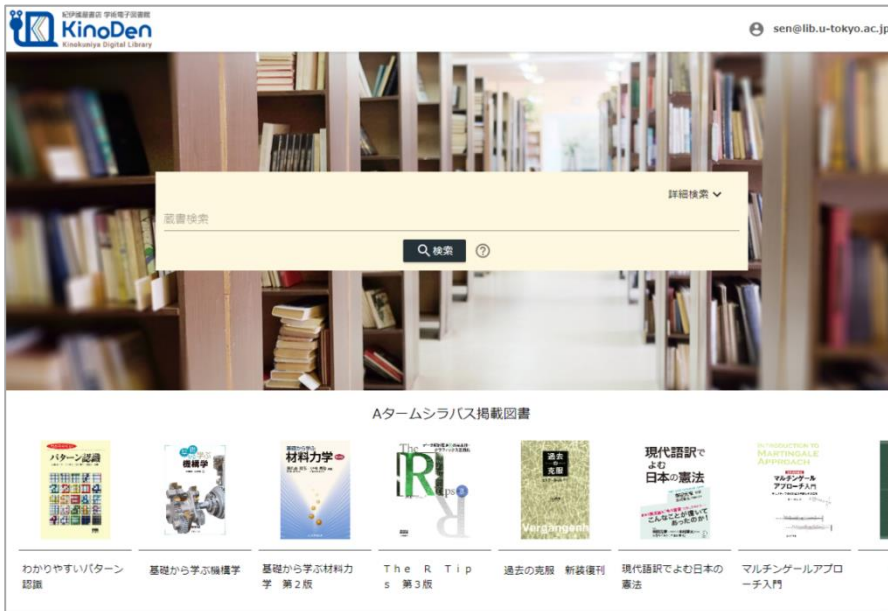 紀伊國屋書店 学術電子図書館
KinoDen
Kinokuniya Digital Library
sen@lib.u-tokyo.ac.jp
詳細検索
蔵書検索
検索
Aタームシラバス掲載図書
パターン認識
機構学
基礎から学ぶ
材料力学
The
R
Tips
過去の克服
Vergangenh
現代語訳で
よむ
日本の憲法
こんなことが書いて
あったのか!
INTRODUCTION TO
MARTINGALE
APPROACH
マルチンゲール
アプローチ入門
わかりやすいパターン
認識
基礎から学ぶ機構学
基礎から学ぶ材料力
学 第2版
The R Tip
s 第3版
過去の克服 新装復刊
現代語訳でよむ日本の
憲法
マルチンゲールアプロ
ーチ入門